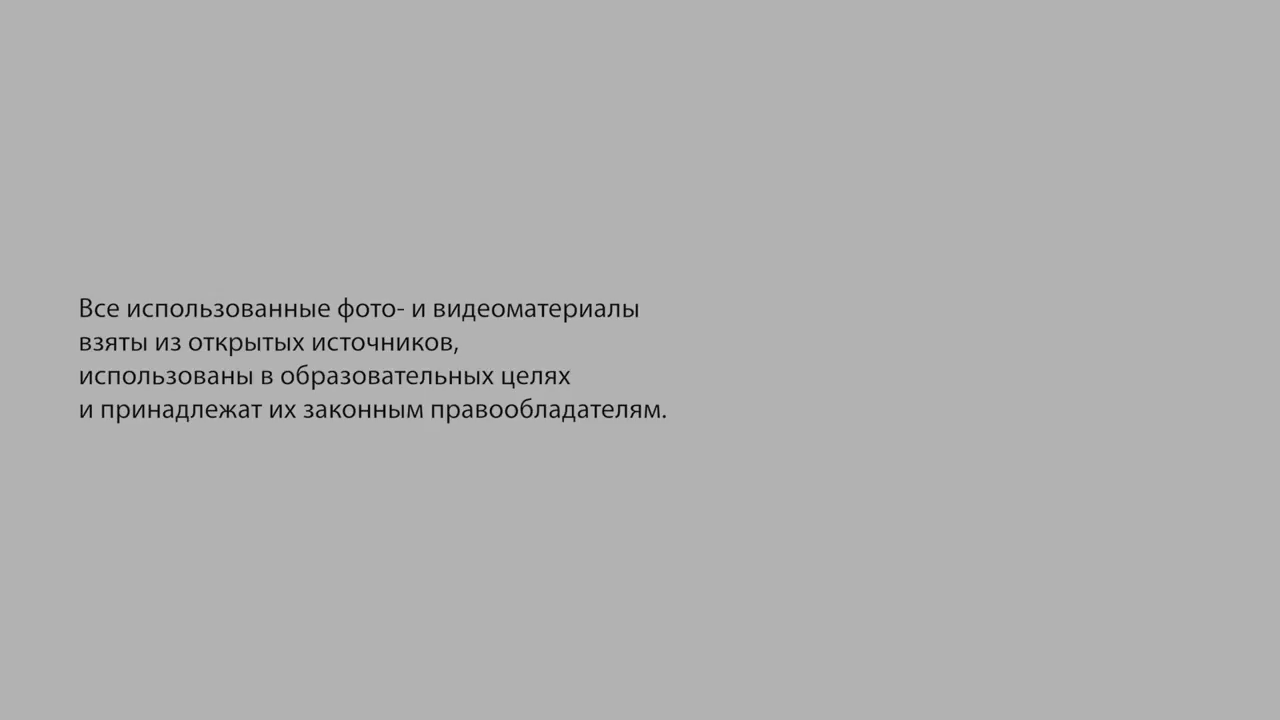 Все использованные фото- и видеоматериалы
взяты из открытых источников,
использованы в образовательных целях
и принадлежат их законным правообладателям.